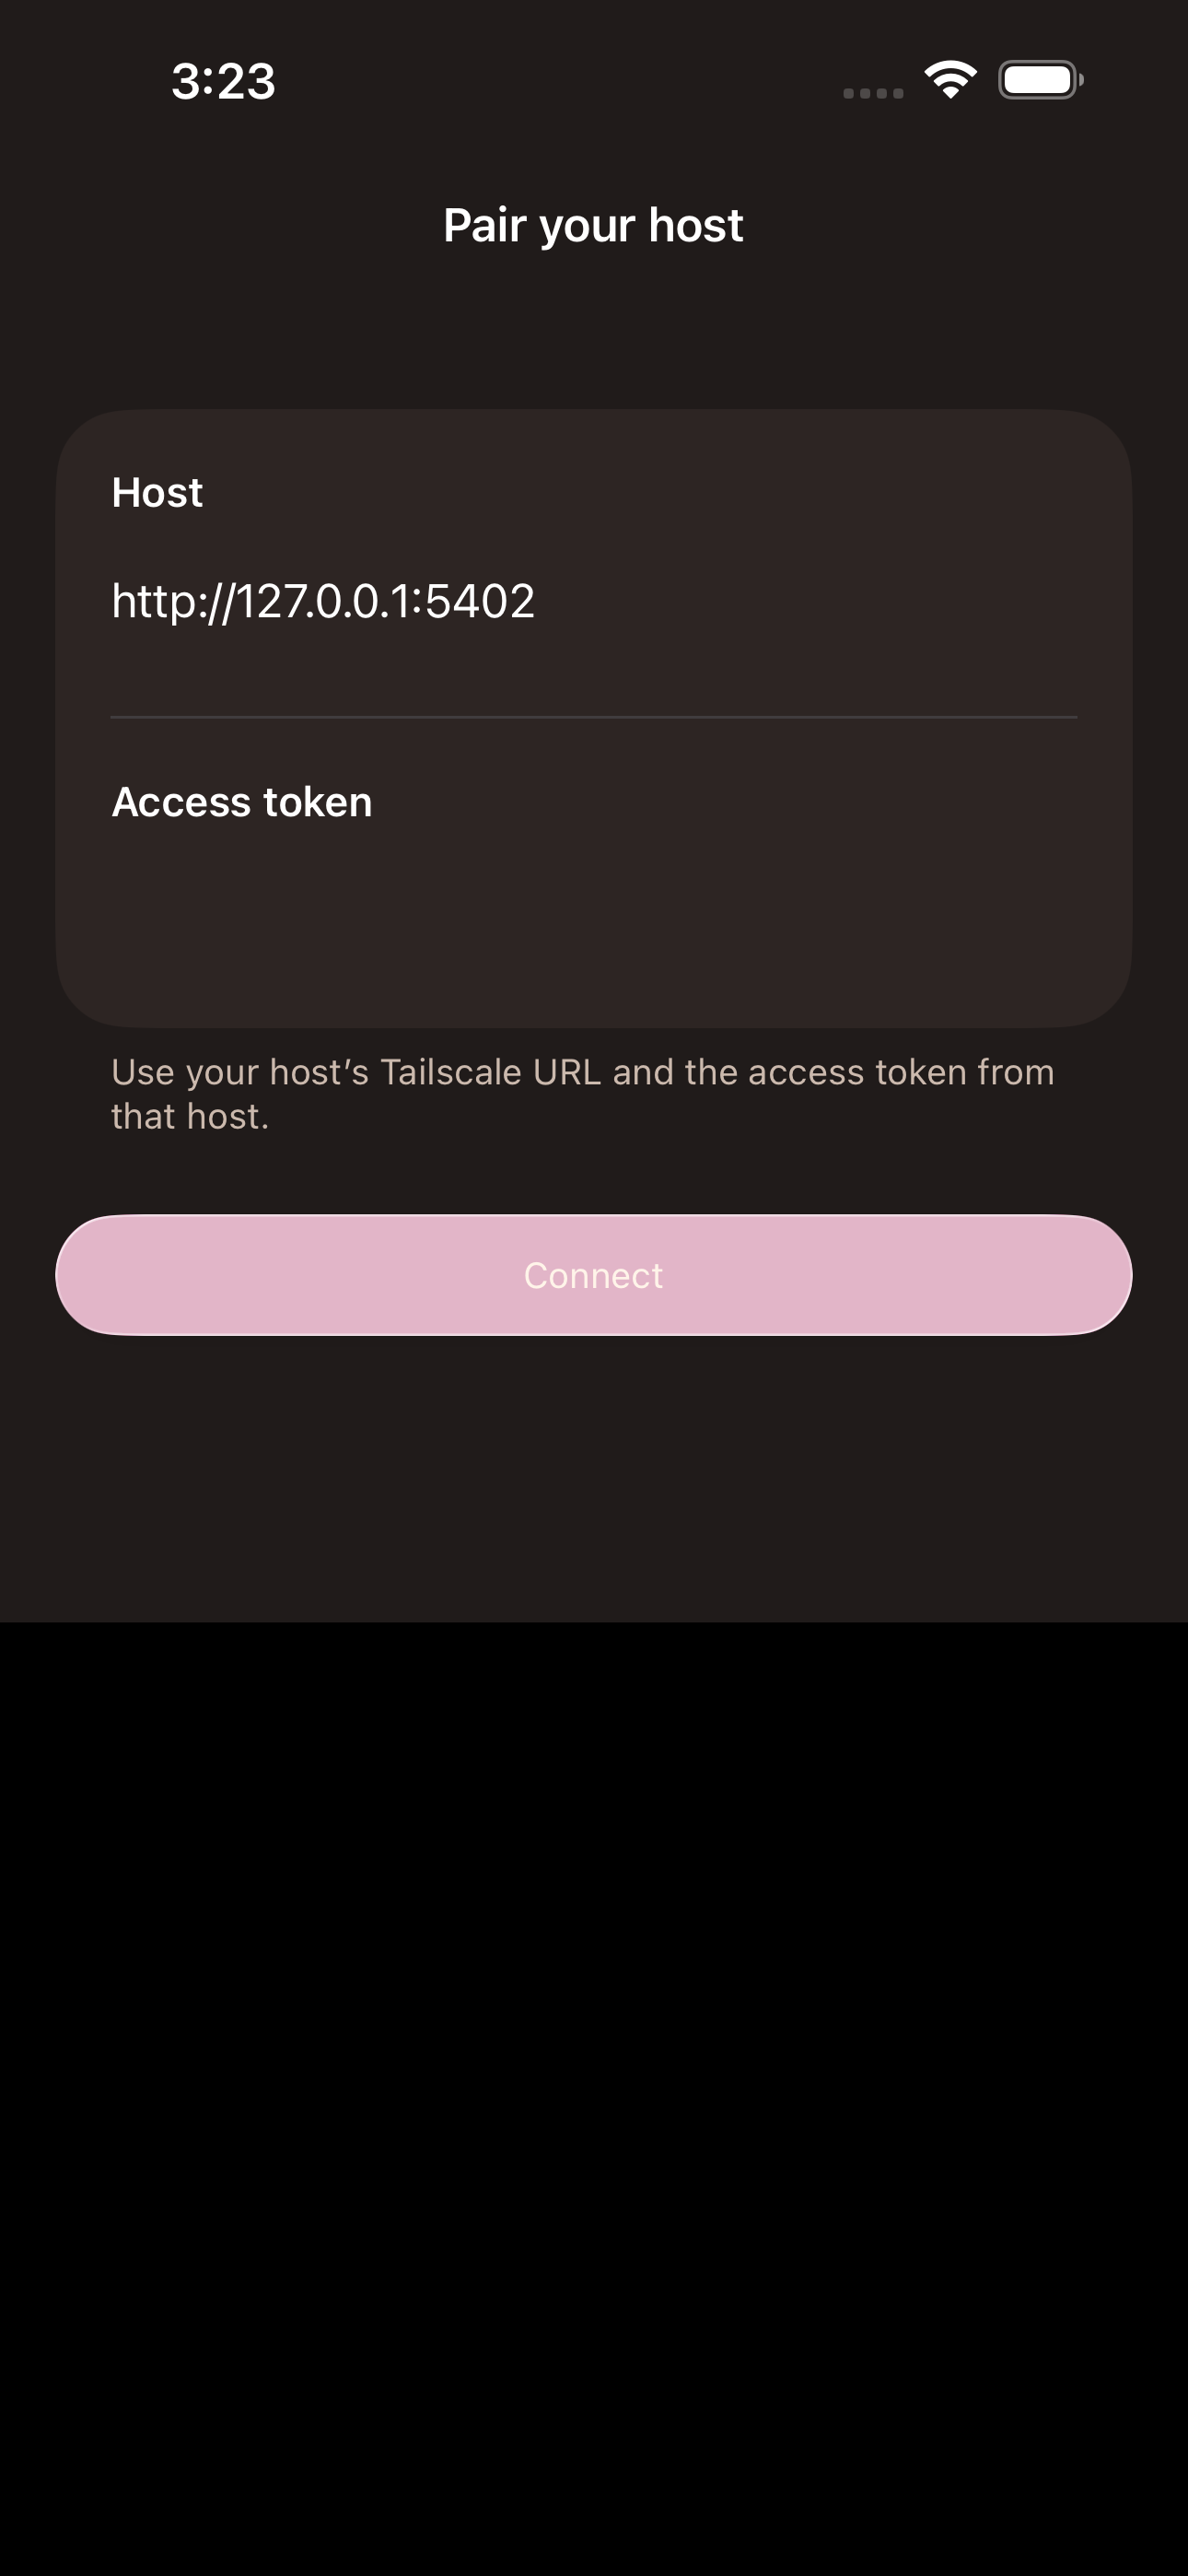 3:23
Pair your host
Host
http://127.0.0.1:5402
Access token
Use your host’s Tailscale URL and the access token from
that host.
Connect